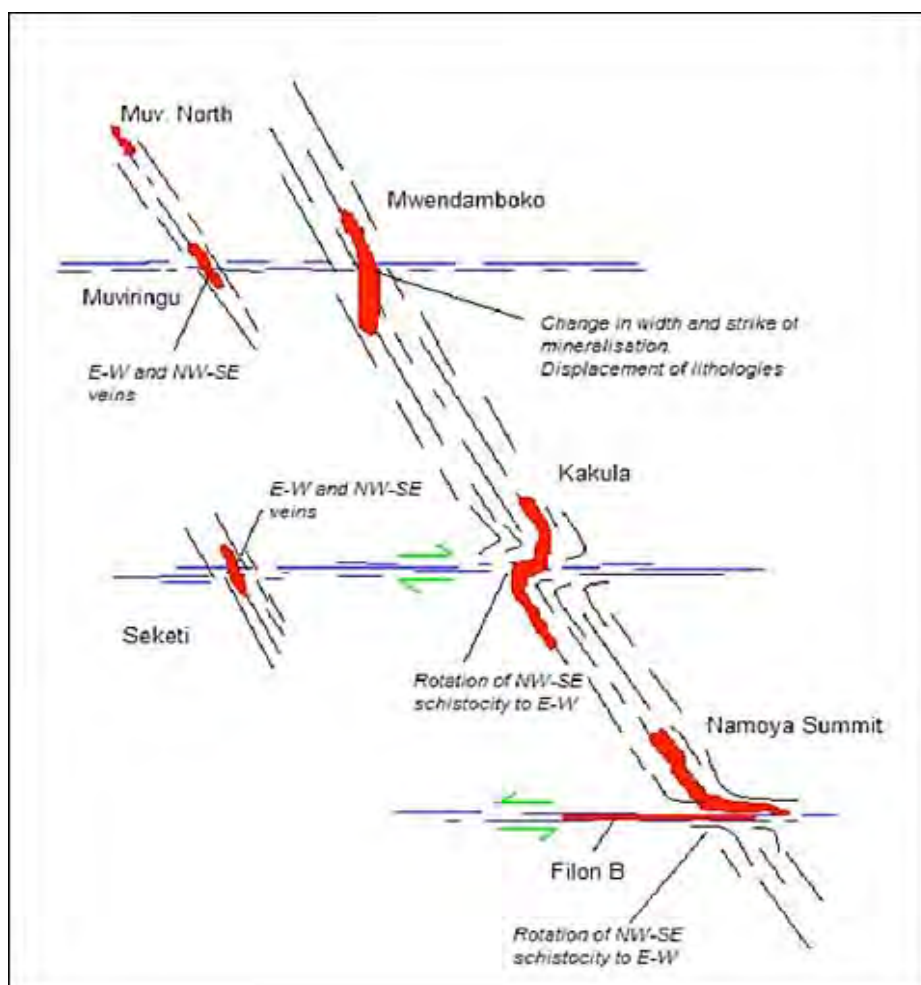 Muv. North
Mwendamboko
Muviringu
E-W and NW-SE
veins
Change in width and strike of
mineralisation.
Displacement of lithologies
Kakula
E-W and NW-SE
veins
Seketi
Rotation of NW-SE
schistocity to E-W
Namoya Summit
Filon B
Rotation of NW-SE
schistocity to E-W